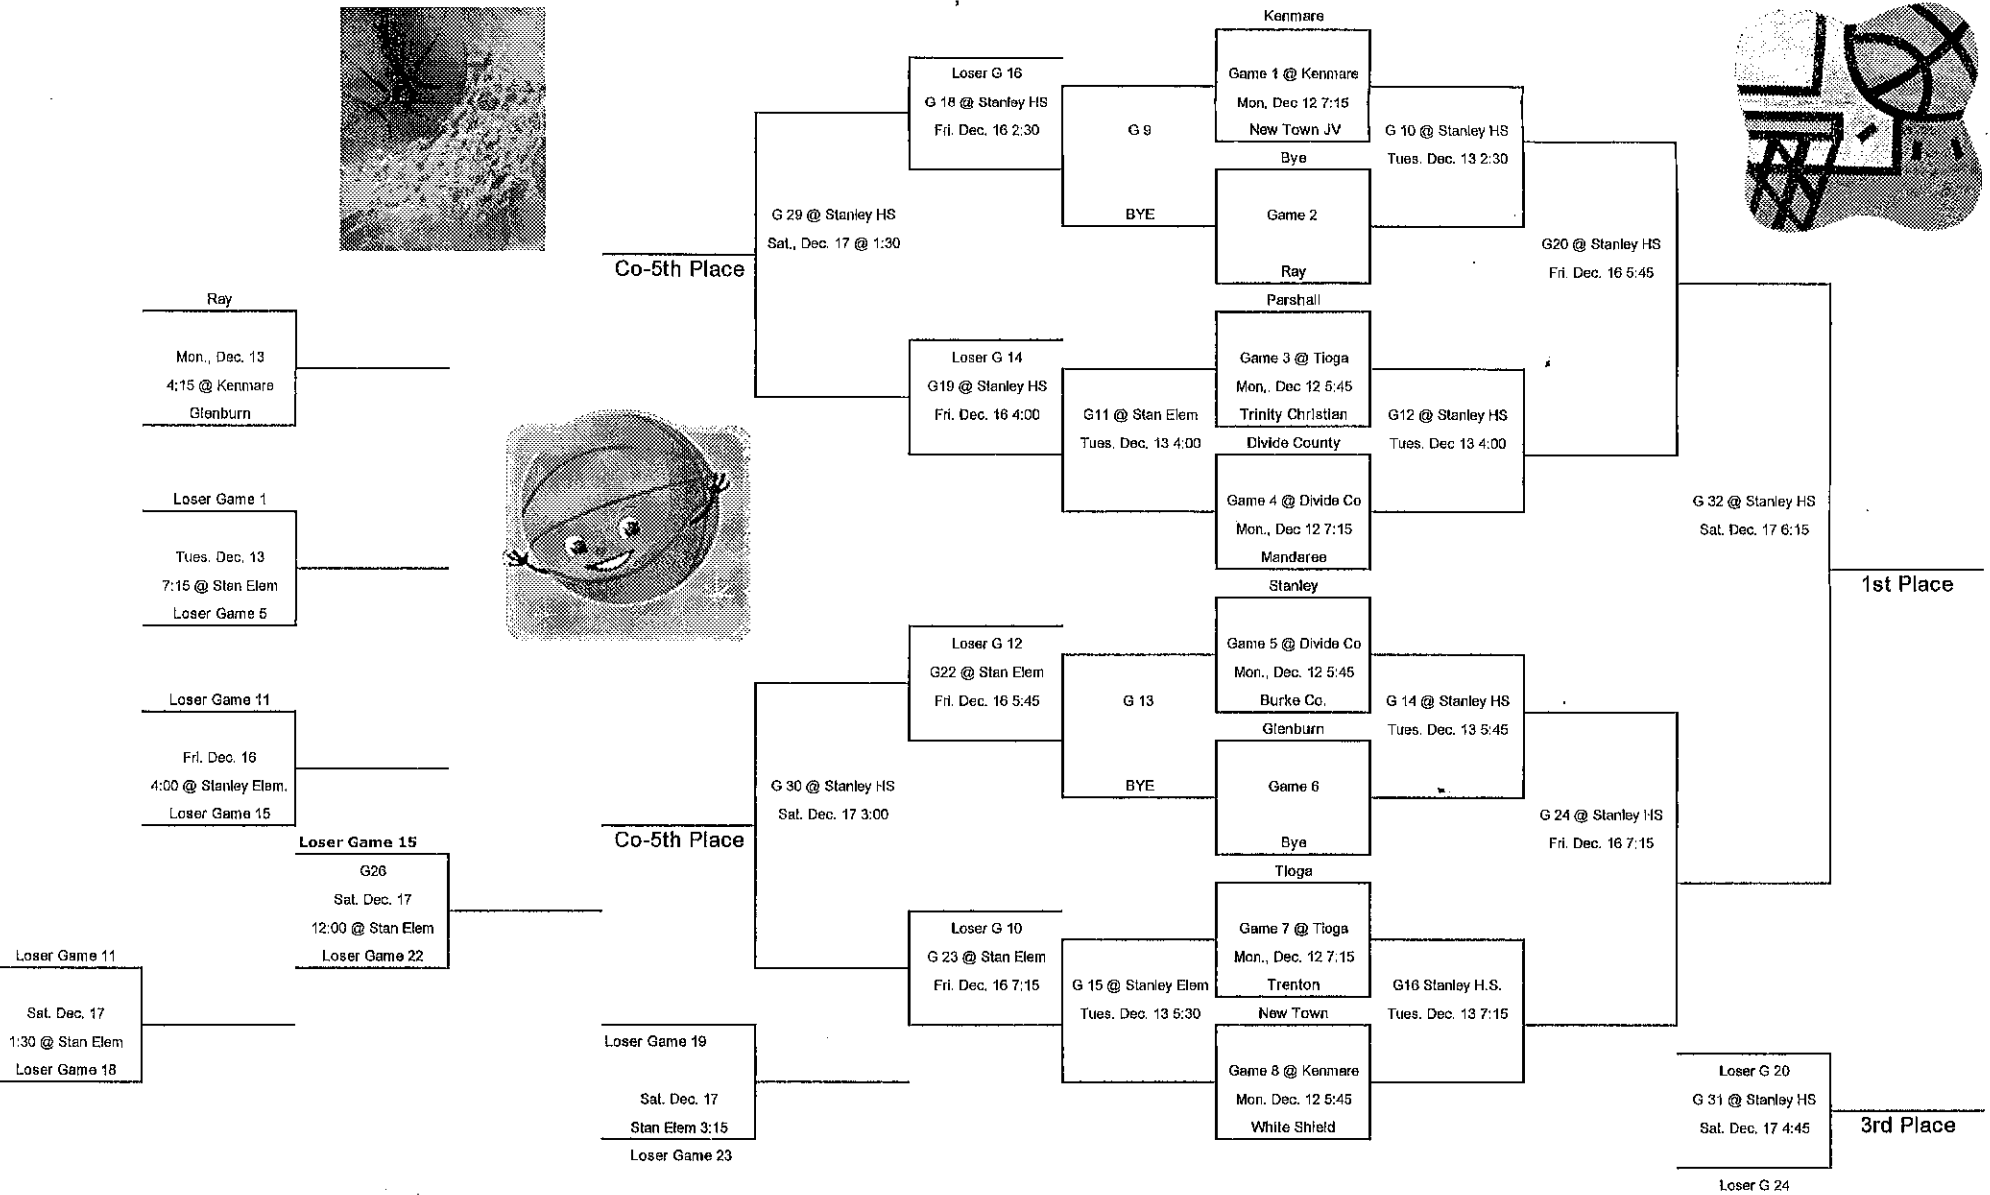 Kenmare
Game 1 @ Kenmare
Mon, Dec 12 7:15
New Town JV
Bye
Game 2
Ray
Parshall
Game 3 @ Tioga
Mon,. Dec 12 5:45
Trinity Christian
Divide County
Game 4 @ Divide Co
Mon., Dec 12 7:15
Mandaree
Stanley
Game 5 @ Divide Co
Mon., Dec. 12 5:45
Burke Co.
Glenburn
Game 6
Bye
Tioga
Game 7 @ Tioga
Mon., Dec. 12 7:15
Trenton
New Town
Game 8 @ Kenmare
Mon. Dec. 12 5:45
White Shield
G 10 @ Stanley HS
Tues. Dec. 13 2:30
G12 @ Stanley HS
Tues. Dec 13 4:00
G 14 @ Stanley HS
Tues. Dec. 13 5:45
G16 Stanley H.S.
Tues. Dec. 13 7:15
G20 @ Stanley HS
Fri. Dec. 16 5:45
G 24 @ Stanley HS
Fri. Dec. 16 7:15
G 32 @ Stanley HS
Sat. Dec. 17 6:15
1st Place
Loser G 20
G 31 @ Stanley HS
Sat. Dec. 17 4:45
3rd Place
Loser G 24
G 9
BYE
G11 @ Stan Elem
Tues. Dec. 13 4:00
G 13
BYE
G 15 @ Stanley Elem
Tues. Dec. 13 5:30
Loser G 16
G 18 @ Stanley HS
Fri. Dec. 16 2:30
Loser G 14
G19 @ Stanley HS
Fri. Dec. 16 4:00
Loser G 12
G22 @ Stan Elem
Fri. Dec. 16 5:45
Loser G 10
G 23 @ Stan Elem
Fri. Dec. 16 7:15
G 29 @ Stanley HS
Sat., Dec. 17 @ 1:30
Co-5th Place
G 30 @ Stanley HS
Sat. Dec. 17 3:00
Co-5th Place
Loser Game 19
Sat. Dec. 17
Stan Elem 3:15
Loser Game 23
Ray
Mon., Dec. 13
4:15 @ Kenmare
Glenburn
Loser Game 1
Tues. Dec. 13
7:15 @ Stan Elem
Loser Game 5
Loser Game 11
Fri. Dec. 16
4:00 @ Stanley Elem.
Loser Game 15
Loser Game 15
G26
Sat. Dec. 17
12:00 @ Stan Elem
Loser Game 22
Loser Game 11
Sat. Dec. 17
1:30 @ Stan Elem
Loser Game 18